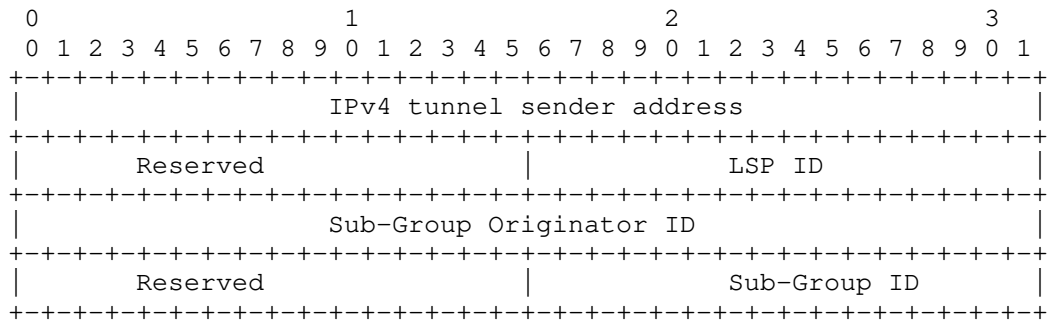 0                   1                   2                   3
 0 1 2 3 4 5 6 7 8 9 0 1 2 3 4 5 6 7 8 9 0 1 2 3 4 5 6 7 8 9 0 1
+-+-+-+-+-+-+-+-+-+-+-+-+-+-+-+-+-+-+-+-+-+-+-+-+-+-+-+-+-+-+-+-+
|                   IPv4 tunnel sender address                  |
+-+-+-+-+-+-+-+-+-+-+-+-+-+-+-+-+-+-+-+-+-+-+-+-+-+-+-+-+-+-+-+-+
|       Reserved                |            LSP ID             |
+-+-+-+-+-+-+-+-+-+-+-+-+-+-+-+-+-+-+-+-+-+-+-+-+-+-+-+-+-+-+-+-+
|                   Sub-Group Originator ID                     |
+-+-+-+-+-+-+-+-+-+-+-+-+-+-+-+-+-+-+-+-+-+-+-+-+-+-+-+-+-+-+-+-+
|       Reserved                |            Sub-Group ID       |
+-+-+-+-+-+-+-+-+-+-+-+-+-+-+-+-+-+-+-+-+-+-+-+-+-+-+-+-+-+-+-+-+